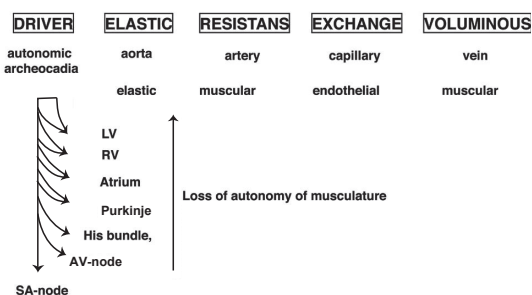 DRIVER ELASTIC RESISTANS EXCHANGE VOLUMINOUS
autonomic aorta artery capillary vein
archeocadia
elastic muscular endothelial muscular
LV
RV
Atrium
Loss of autonomy of musculature
Purkinje
His bundle,
AV-node
SA-node